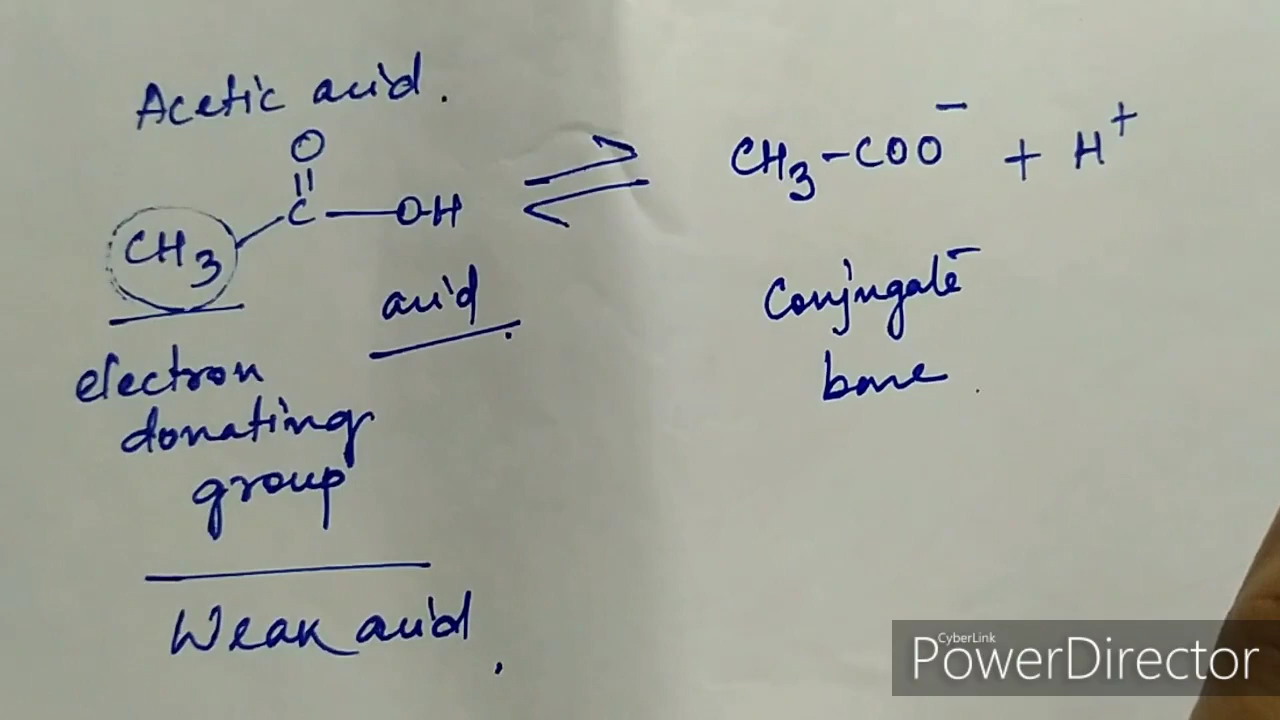 Acetic acid.
O
||
CH3 C — OH
acid.
electron
donating
group
Weak acid.
⇌
CH3-COO⁻ + H⁺
Conjugate
base.
CyberLink
PowerDirector